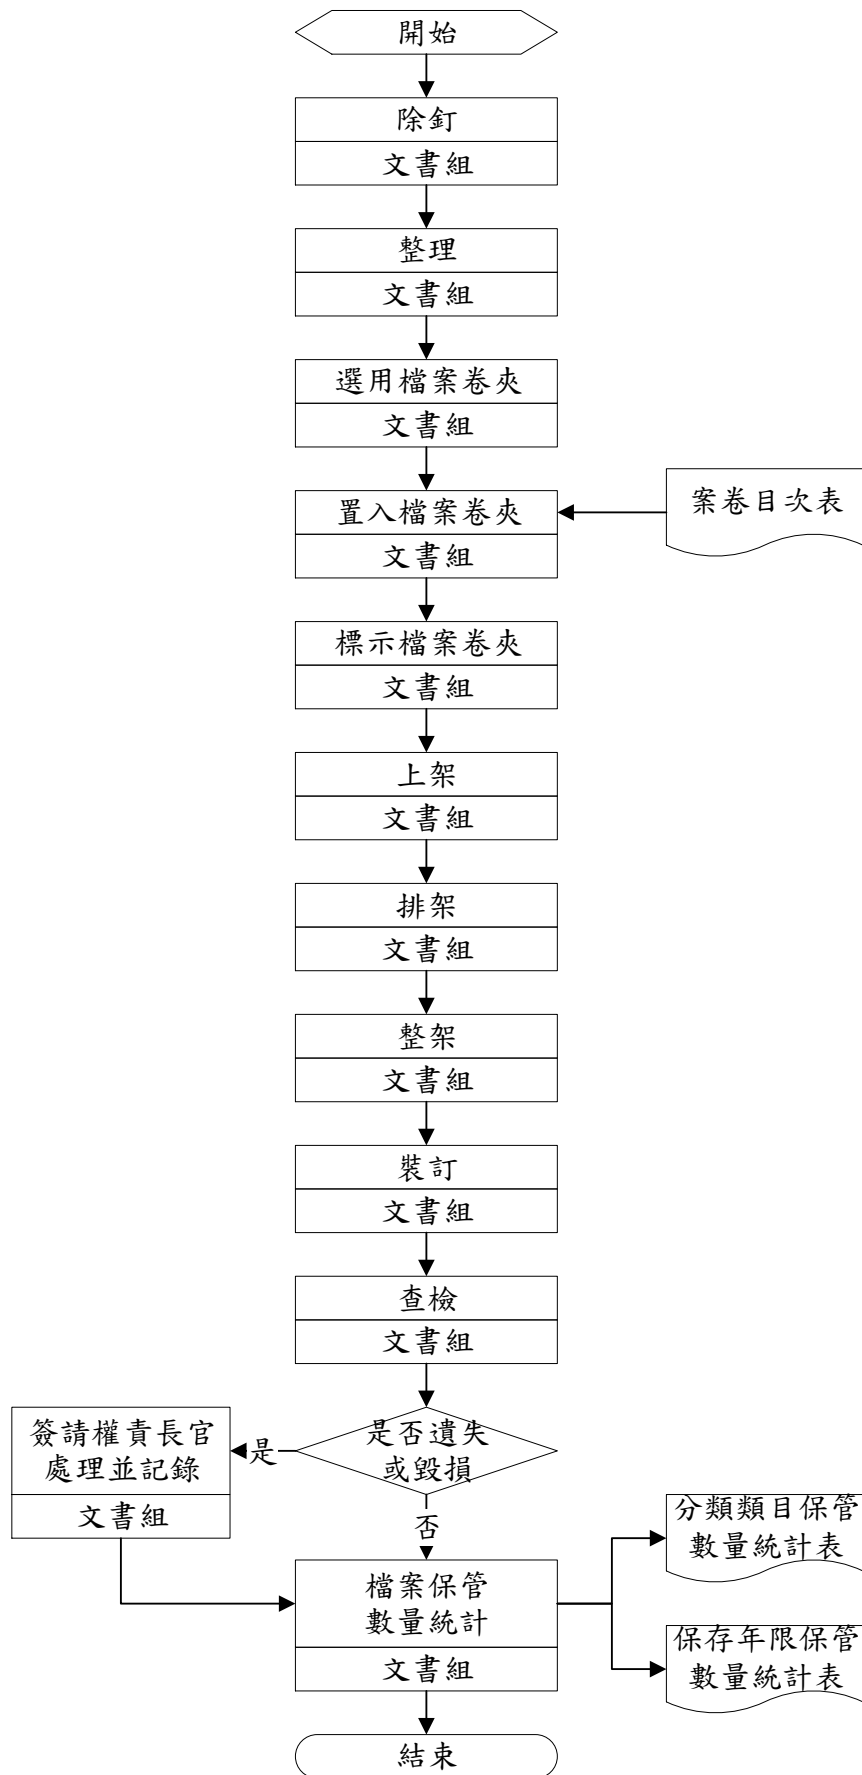 開始
除釘
文書組
整理
文書組
選用檔案卷夾
文書組
置入檔案卷夾
文書組
案卷目次表
標示檔案卷夾
文書組
上架
文書組
排架
文書組
整架
文書組
裝訂
文書組
查檢
文書組
是否遺失
或毀損
是
簽請權責長官
處理並記錄
文書組
否
檔案保管
數量統計
文書組
分類類目保管
數量統計表
保存年限保管
數量統計表
結束